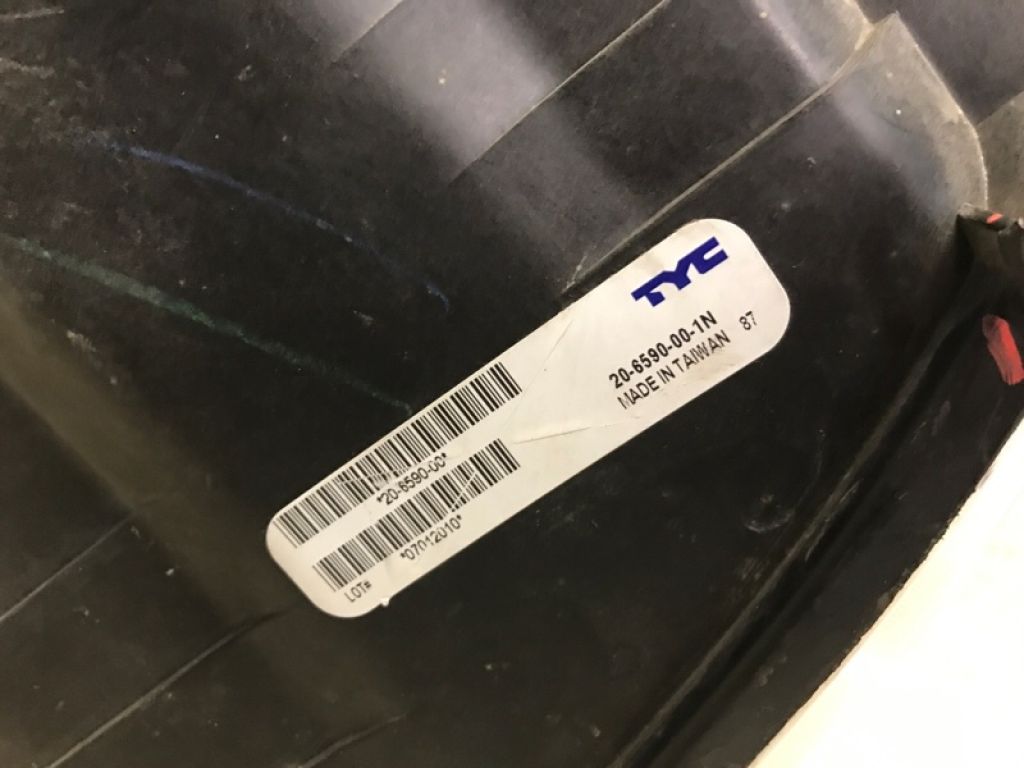 TYC
20-6590-00-1N
MADE IN TAIWAN 87
*20-6590-00*
*07012010*
LOT#